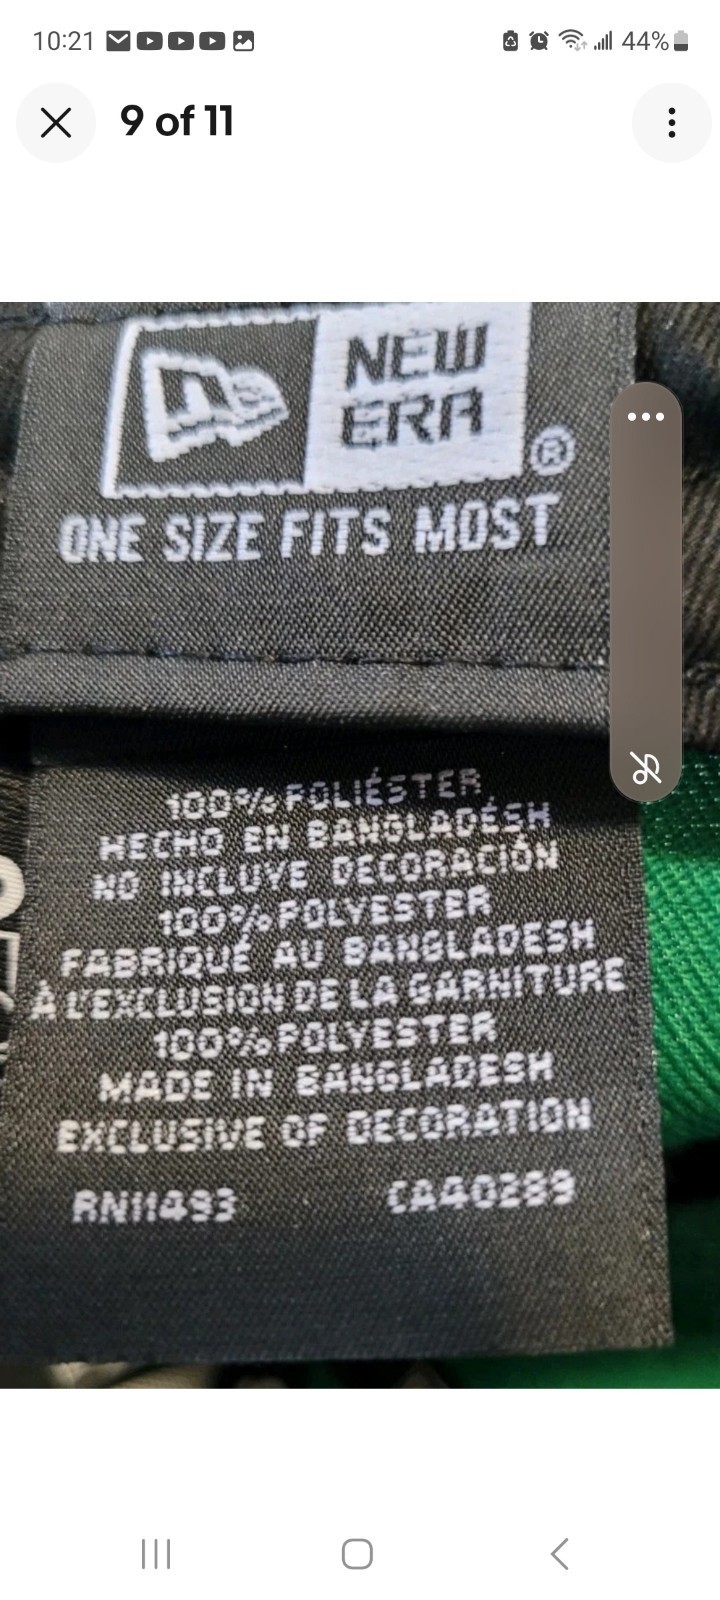 10:21
44%
9 of 11
NEW
ERA
®
ONE SIZE FITS MOST
100% POLIÉSTER
HECHO EN BANGLADÉSH
NO INCLUYE DECORACIÓN
100% POLYESTER
FABRIQUÉ AU BANGLADESH
À L'EXCLUSION DE LA GARNITURE
100% POLYESTER
MADE IN BANGLADESH
EXCLUSIVE OF DECORATION
RN11493 CA40289